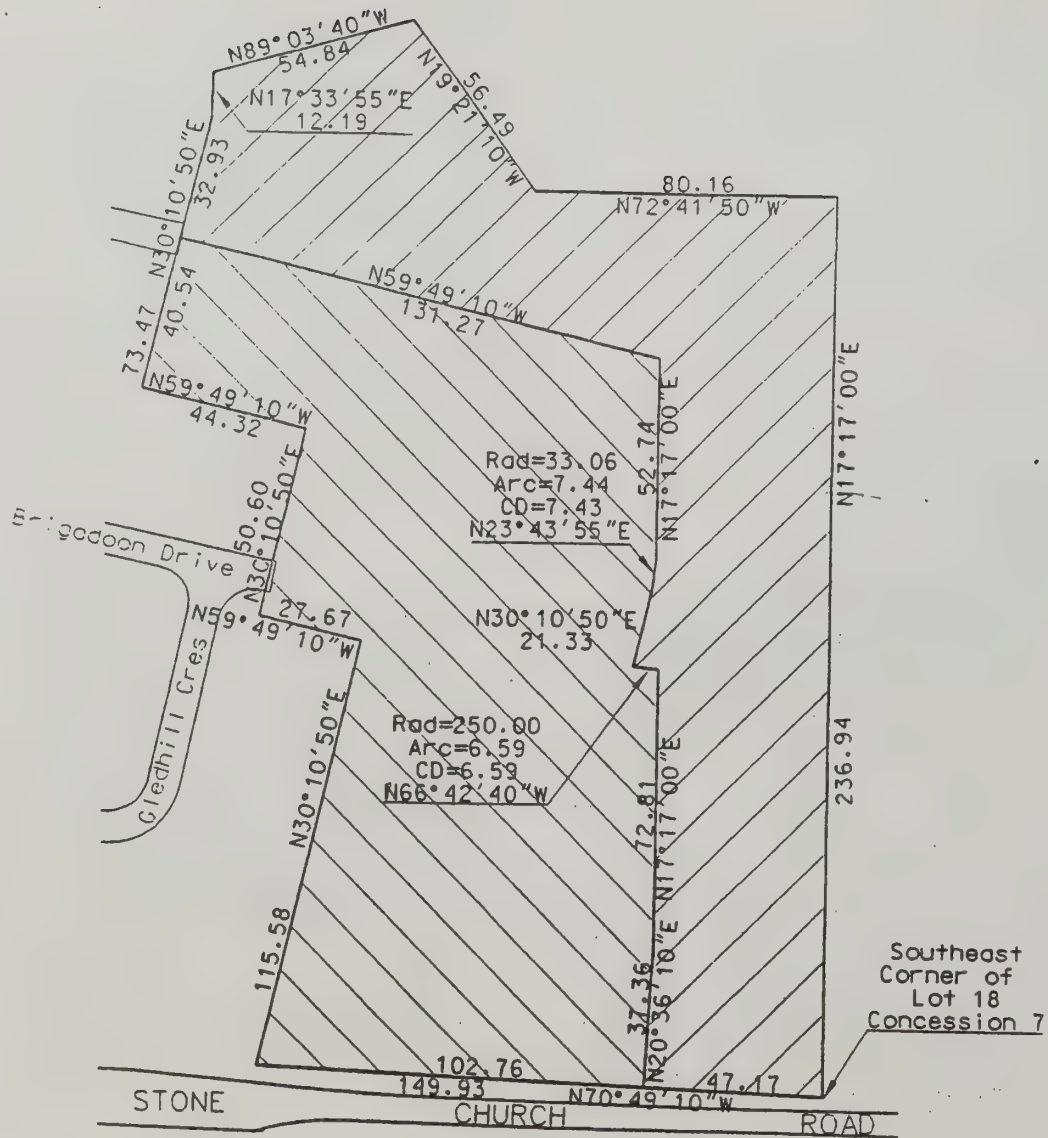 N89°03'40"W
54.84
N17°33'55"E
12.19
N19°21'10"W
56.49
80.16
N72°41'50"W
N30°10'50"E
32.93
N59°49'10"W
131.27
73.47
40.54
N59°49'10"W
44.32
N17°17'00"E
52.74
N17°17'00"E
236.94
Rad=33.06
Arc=7.44
CD=7.43
N23°43'55"E
Brigadoon Drive
50.60
N30°10'50"E
27.67
N59°49'10"W
N30°10'50"E
21.33
Gledhill Cres
Rad=250.00
Arc=6.59
CD=6.59
N66°42'40"W
N30°10'50"E
115.58
72.81
N17°17'00"E
37.36
N20°36'10"E
Southeast
Corner of
Lot 18
Concession 7
102.76
47.17
149.93
N70°49'10"W
STONE CHURCH ROAD